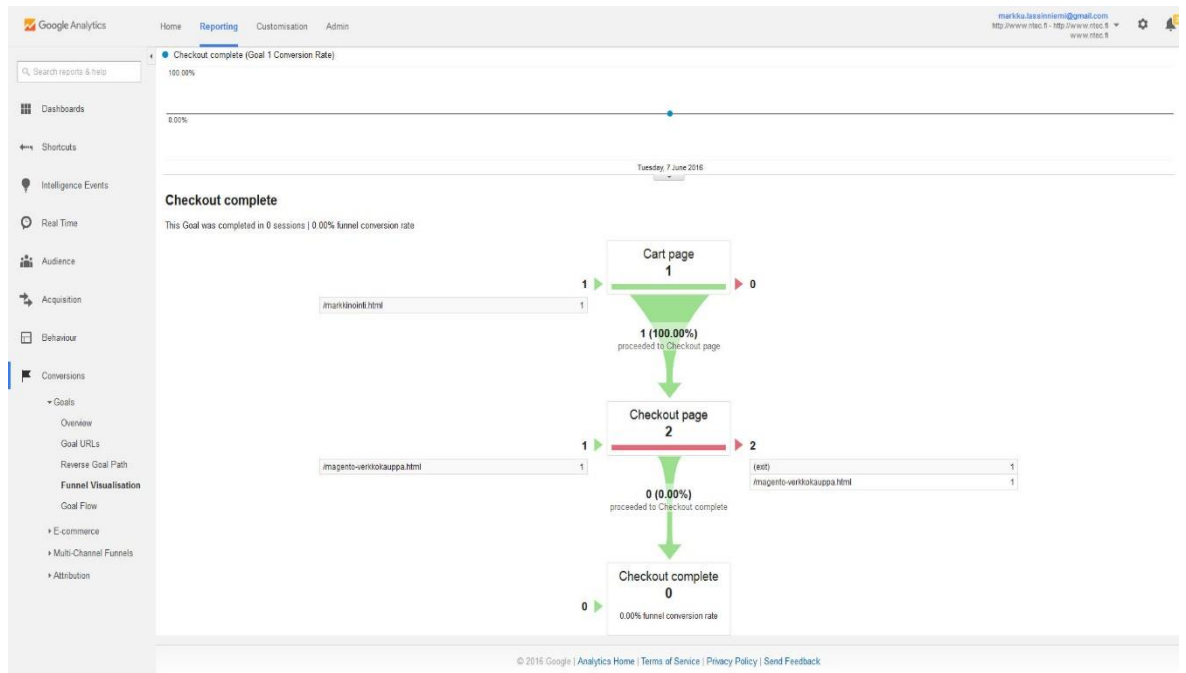 Google Analytics
Home Reporting Customisation Admin
markku.lassinniemi@gmail.com
http://www.ntec.fi - http://www.ntec.fi
www.ntec.fi
Search reports & help
Dashboards
Shortcuts
Intelligence Events
Real Time
Audience
Acquisition
Behaviour
Conversions
Goals
Overview
Goal URLs
Reverse Goal Path
Funnel Visualisation
Goal Flow
E-commerce
Multi-Channel Funnels
Attribution
Checkout complete (Goal 1 Conversion Rate)
100.00%
0.00%
Tuesday, 7 June 2016
Checkout complete
This Goal was completed in 0 sessions | 0.00% funnel conversion rate
Cart page
1
1 0
/markkinointi.html 1
1 (100.00%)
proceeded to Checkout page
Checkout page
2
1 2
/magento-verkkokauppa.html 1
(exit) 1
/magento-verkkokauppa.html 1
0 (0.00%)
proceeded to Checkout complete
Checkout complete
0
0
0.00% funnel conversion rate
© 2016 Google | Analytics Home | Terms of Service | Privacy Policy | Send Feedback